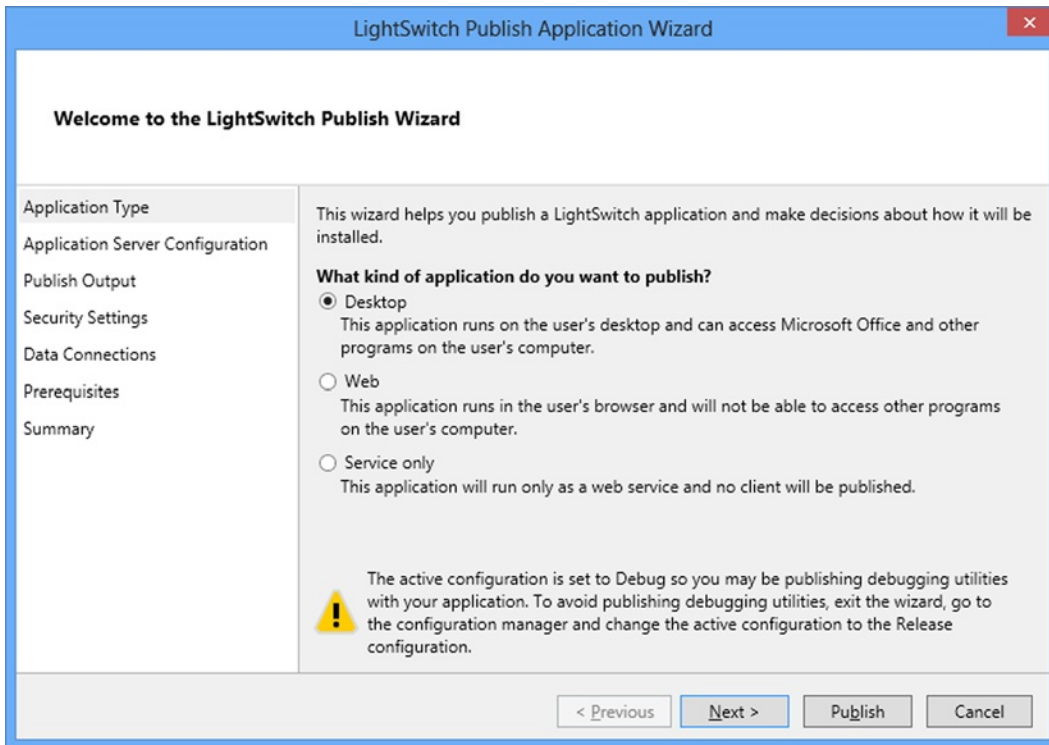 LightSwitch Publish Application Wizard
Welcome to the LightSwitch Publish Wizard
Application Type
Application Server Configuration
Publish Output
Security Settings
Data Connections
Prerequisites
Summary
This wizard helps you publish a LightSwitch application and make decisions about how it will be
installed.
What kind of application do you want to publish?
Desktop
This application runs on the user's desktop and can access Microsoft Office and other
programs on the user's computer.
Web
This application runs in the user's browser and will not be able to access other programs
on the user's computer.
Service only
This application will run only as a web service and no client will be published.
The active configuration is set to Debug so you may be publishing debugging utilities
with your application. To avoid publishing debugging utilities, exit the wizard, go to
the configuration manager and change the active configuration to the Release
configuration.
< Previous
Next >
Publish
Cancel